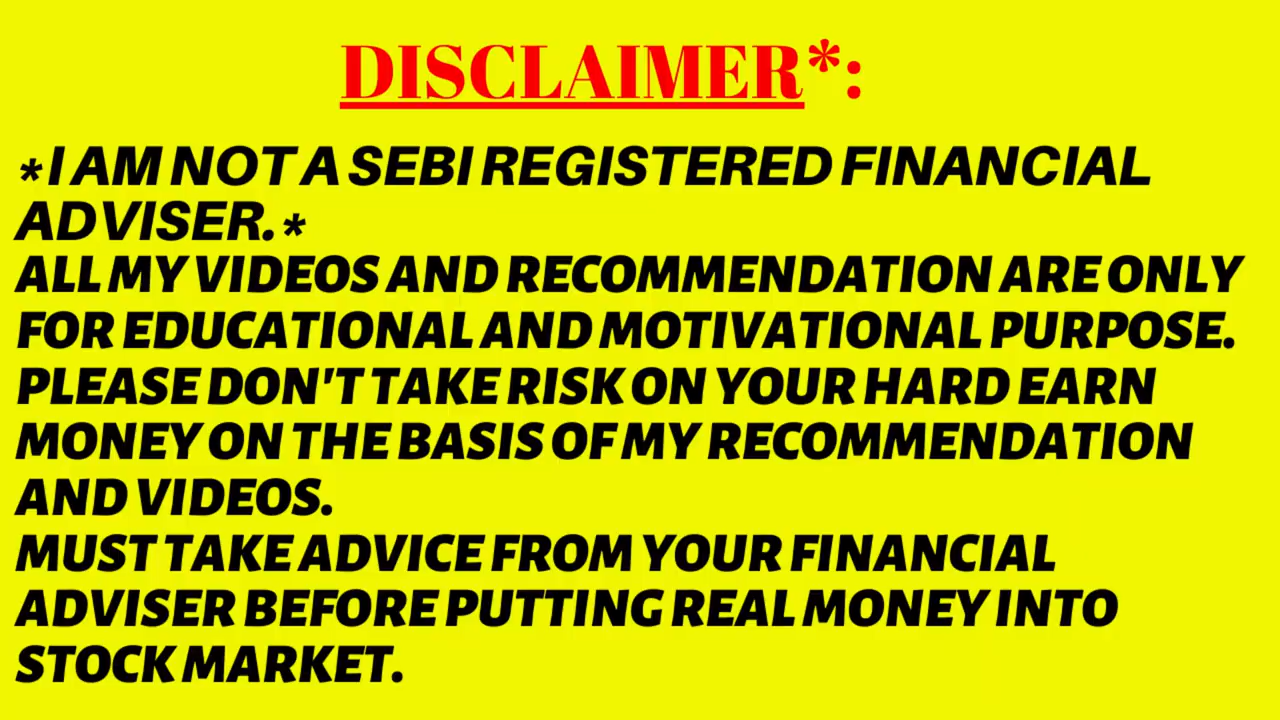 DISCLAIMER*:
*I AM NOT A SEBI REGISTERED FINANCIAL
ADVISER.*
ALL MY VIDEOS AND RECOMMENDATION ARE ONLY
FOR EDUCATIONAL AND MOTIVATIONAL PURPOSE.
PLEASE DON'T TAKE RISK ON YOUR HARD EARN
MONEY ON THE BASIS OF MY RECOMMENDATION
AND VIDEOS.
MUST TAKE ADVICE FROM YOUR FINANCIAL
ADVISER BEFORE PUTTING REAL MONEY INTO
STOCK MARKET.